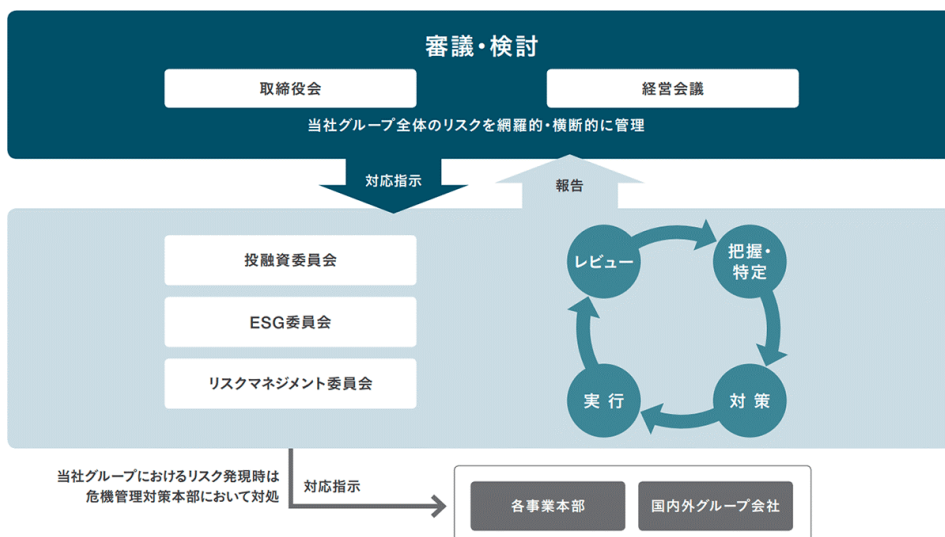 審議・検討
取締役会
経営会議
当社グループ全体のリスクを網羅的・横断的に管理
対応指示
報告
投融資委員会
ESG委員会
リスクマネジメント委員会
レビュー
把握・
特定
対策
実行
当社グループにおけるリスク発現時は
危機管理対策本部において対処
対応指示
各事業本部
国内外グループ会社